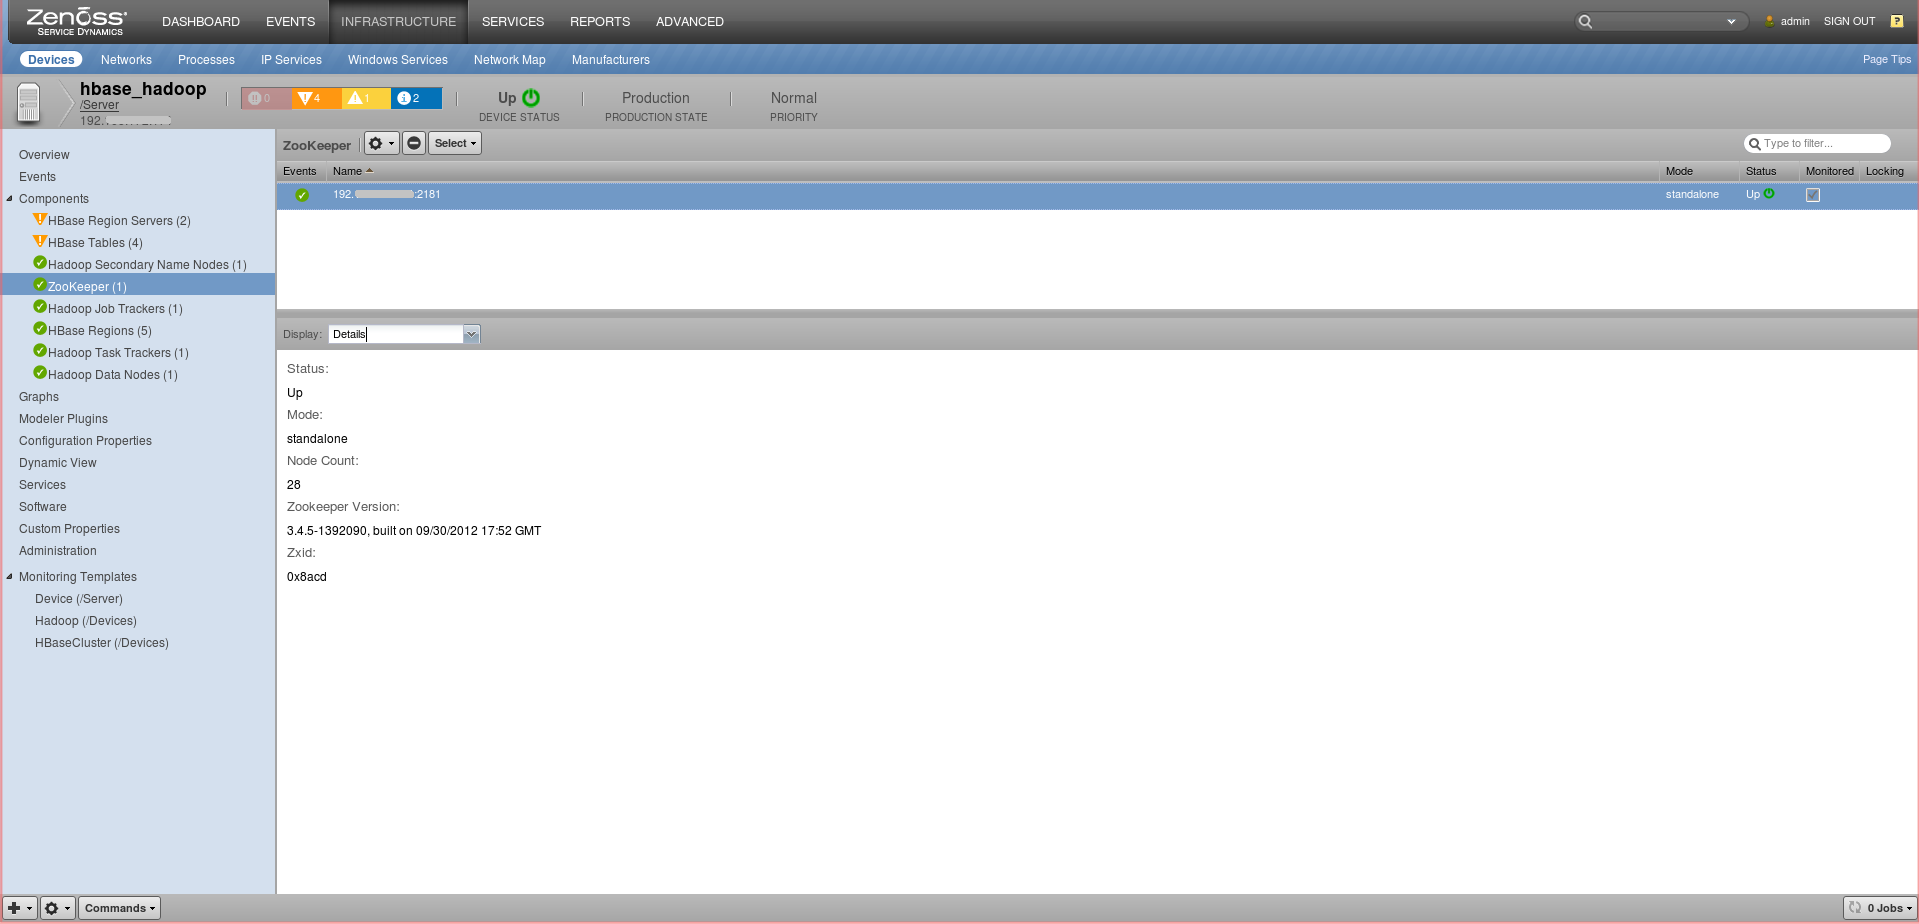 Zenoss
SERVICE DYNAMICS
DASHBOARD EVENTS INFRASTRUCTURE SERVICES REPORTS ADVANCED
admin SIGN OUT ?
Devices Networks Processes IP Services Windows Services Network Map Manufacturers
Page Tips
hbase_hadoop
/Server
192.
0 4 1 2
Up
DEVICE STATUS
Production
PRODUCTION STATE
Normal
PRIORITY
Overview
Events
Components
HBase Region Servers (2)
HBase Tables (4)
Hadoop Secondary Name Nodes (1)
ZooKeeper (1)
Hadoop Job Trackers (1)
HBase Regions (5)
Hadoop Task Trackers (1)
Hadoop Data Nodes (1)
Graphs
Modeler Plugins
Configuration Properties
Dynamic View
Services
Software
Custom Properties
Administration
Monitoring Templates
Device (/Server)
Hadoop (/Devices)
HBaseCluster (/Devices)
ZooKeeper
Select
Type to filter...
Events Name Mode Status Monitored Locking
192. :2181 standalone Up
Display: Details
Status:
Up
Mode:
standalone
Node Count:
28
Zookeeper Version:
3.4.5-1392090, built on 09/30/2012 17:52 GMT
Zxid:
0x8acd
Commands
0 Jobs